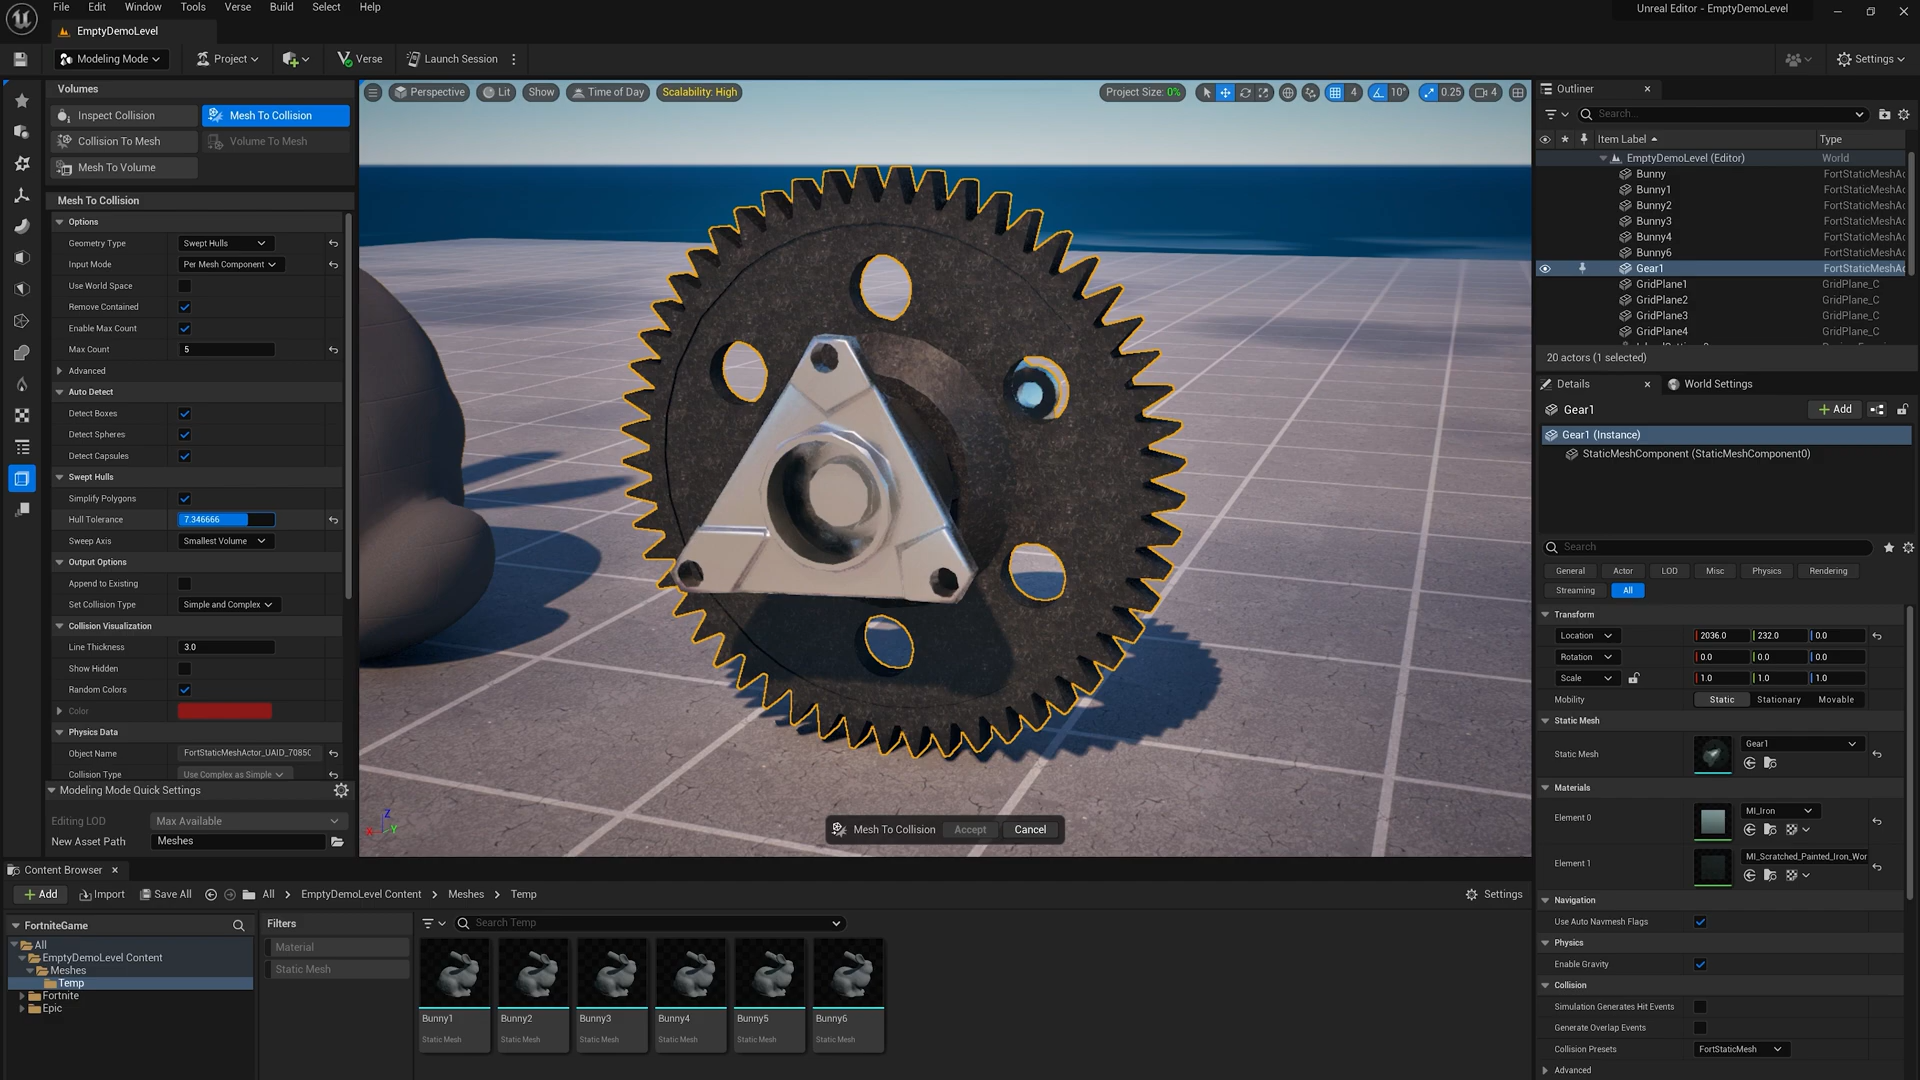 File Edit Window Tools Verse Build Select Help
Unreal Editor - EmptyDemoLevel
EmptyDemoLevel
Modeling Mode
Project
Verse
Launch Session
Settings
Volumes
Inspect Collision
Mesh To Collision
Collision To Mesh
Volume To Mesh
Mesh To Volume
Mesh To Collision
Options
Geometry Type Swept Hulls
Input Mode Per Mesh Component
Use World Space
Remove Contained
Enable Max Count
Max Count 5
Advanced
Auto Detect
Detect Boxes
Detect Spheres
Detect Capsules
Swept Hulls
Simplify Polygons
Hull Tolerance 7.346666
Sweep Axis Smallest Volume
Output Options
Append to Existing
Set Collision Type Simple and Complex
Collision Visualization
Line Thickness 3.0
Show Hidden
Random Colors
Color
Physics Data
Object Name FortStaticMeshActor_UAID_7085C
Collision Type Use Complex as Simple
Modeling Mode Quick Settings
Editing LOD Max Available
New Asset Path Meshes
Perspective Lit Show Time of Day Scalability: High
Project Size: 0% 4 10° 0.25 4
X Y Z
Mesh To Collision Accept Cancel
Outliner
Search...
Item Label Type
EmptyDemoLevel (Editor) World
Bunny FortStaticMeshAc
Bunny1 FortStaticMeshAc
Bunny2 FortStaticMeshAc
Bunny3 FortStaticMeshAc
Bunny4 FortStaticMeshAc
Bunny6 FortStaticMeshAc
Gear1 FortStaticMeshAc
GridPlane1 GridPlane_C
GridPlane2 GridPlane_C
GridPlane3 GridPlane_C
GridPlane4 GridPlane_C
20 actors (1 selected)
Details World Settings
Gear1
Add
Gear1 (Instance)
StaticMeshComponent (StaticMeshComponent0)
Search
General Actor LOD Misc Physics Rendering
Streaming All
Transform
Location 2036.0 232.0 0.0
Rotation 0.0 0.0 0.0
Scale 1.0 1.0 1.0
Mobility Static Stationary Movable
Static Mesh
Static Mesh Gear1
Materials
Element 0 MI_Iron
Element 1 MI_Scratched_Painted_Iron_Wor
Navigation
Use Auto Navmesh Flags
Physics
Enable Gravity
Collision
Simulation Generates Hit Events
Generate Overlap Events
Collision Presets FortStaticMesh
Advanced
Content Browser
Add Import Save All All EmptyDemoLevel Content Meshes Temp
Settings
FortniteGame
All
EmptyDemoLevel Content
Meshes
Temp
Fortnite
Epic
Filters
Material
Static Mesh
Search Temp
Bunny1 Bunny2 Bunny3 Bunny4 Bunny5 Bunny6
Static Mesh Static Mesh Static Mesh Static Mesh Static Mesh Static Mesh